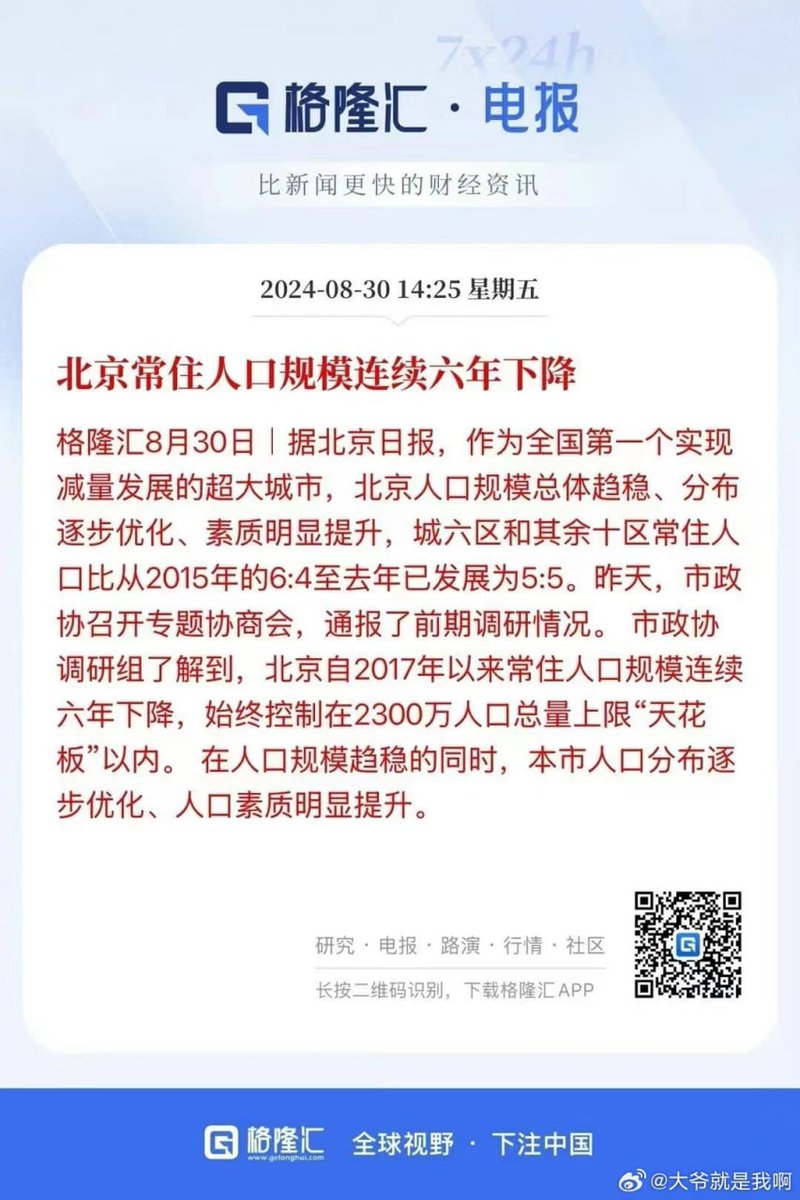 7x24h
格隆汇·电报
比新闻更快的财经资讯
2024-08-30 14:25 星期五
北京常住人口规模连续六年下降
格隆汇8月30日｜据北京日报，作为全国第一个实现
减量发展的超大城市，北京人口规模总体趋稳、分布
逐步优化、素质明显提升，城六区和其余十区常住人
口比从2015年的6:4至去年已发展为5:5。昨天，市政
协召开专题协商会，通报了前期调研情况。 市政协
调研组了解到，北京自2017年以来常住人口规模连续
六年下降，始终控制在2300万人口总量上限“天花
板”以内。 在人口规模趋稳的同时，本市人口分布逐
步优化、人口素质明显提升。
研究·电报·路演·行情·社区
长按二维码识别，下载格隆汇APP
格隆汇 全球视野 · 下注中国
www.gelonghui.com
@大爷就是我啊